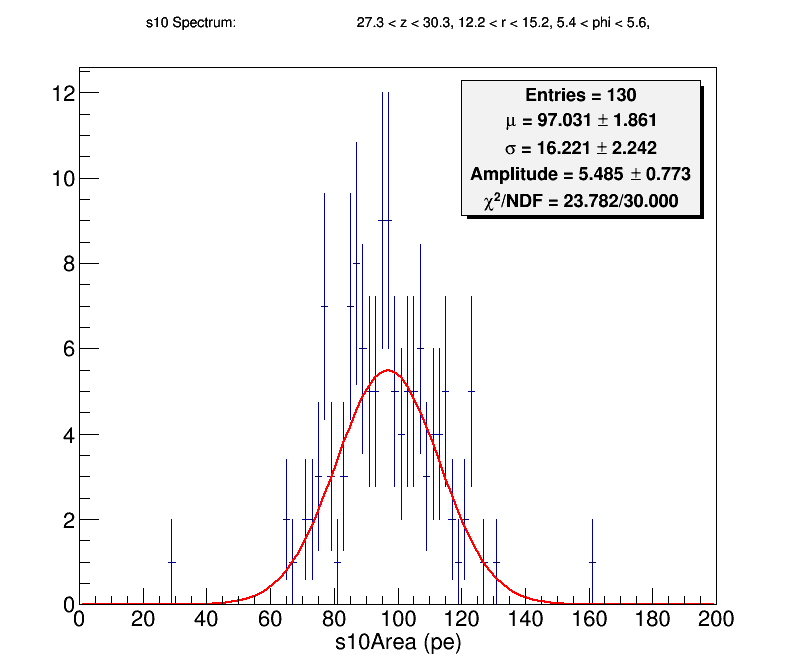 s10 Spectrum: 27.3 < z < 30.3, 12.2 < r < 15.2, 5.4 < phi < 5.6,
Entries = 130
μ = 97.031 ± 1.861
σ = 16.221 ± 2.242
Amplitude = 5.485 ± 0.773
χ²/NDF = 23.782/30.000
12
10
8
6
4
2
0
0 20 40 60 80 100 120 140 160 180 200
s10Area (pe)